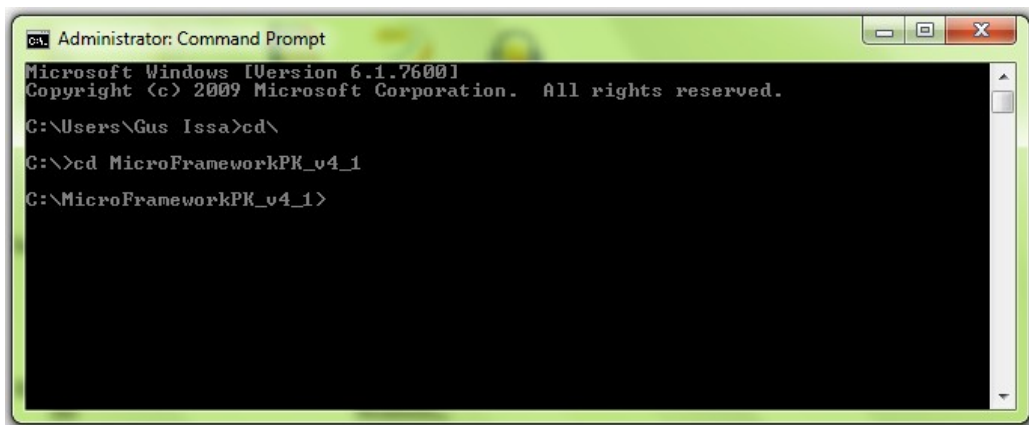 Administrator: Command Prompt
Microsoft Windows [Version 6.1.7600]
Copyright (c) 2009 Microsoft Corporation.  All rights reserved.
C:\Users\Gus Issa>cd\
C:\>cd MicroFrameworkPK_v4_1
C:\MicroFrameworkPK_v4_1>